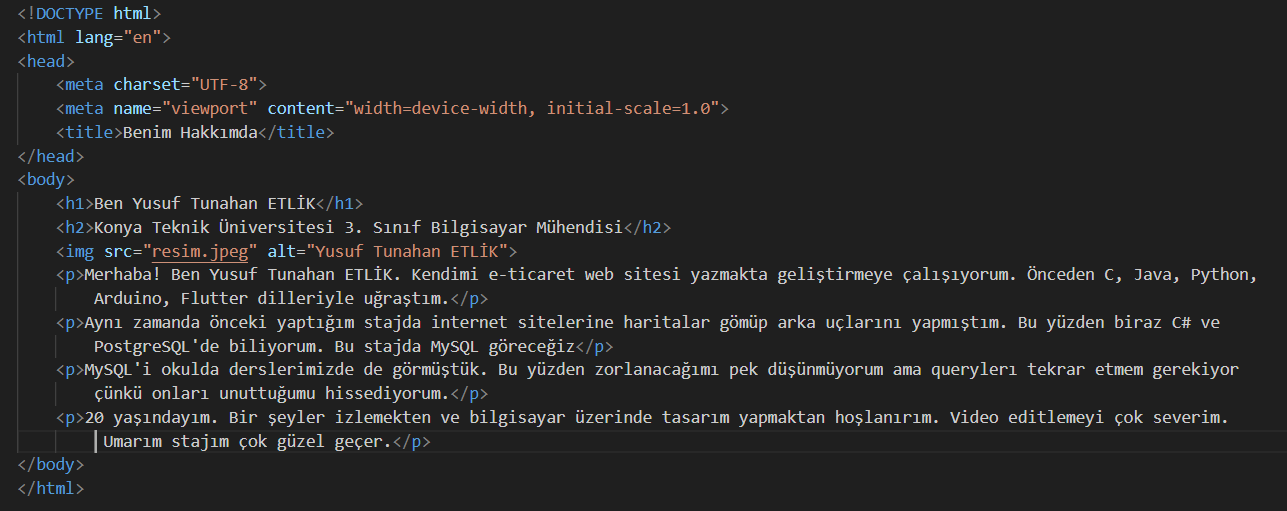 <!DOCTYPE html>
<html lang="en">
<head>
    <meta charset="UTF-8">
    <meta name="viewport" content="width=device-width, initial-scale=1.0">
    <title>Benim Hakkımda</title>
</head>
<body>
    <h1>Ben Yusuf Tunahan ETLİK</h1>
    <h2>Konya Teknik Üniversitesi 3. Sınıf Bilgisayar Mühendisi</h2>
    <img src="resim.jpeg" alt="Yusuf Tunahan ETLİK">
    <p>Merhaba! Ben Yusuf Tunahan ETLİK. Kendimi e-ticaret web sitesi yazmakta geliştirmeye çalışıyorum. Önceden C, Java, Python,
        Arduino, Flutter dilleriyle uğraştım.</p>
    <p>Aynı zamanda önceki yaptığım stajda internet sitelerine haritalar gömüp arka uçlarını yapmıştım. Bu yüzden biraz C# ve
        PostgreSQL'de biliyorum. Bu stajda MySQL göreceğiz</p>
    <p>MySQL'i okulda derslerimizde de görmüştük. Bu yüzden zorlanacağımı pek düşünmüyorum ama querylerı tekrar etmem gerekiyor
        çünkü onları unuttuğumu hissediyorum.</p>
    <p>20 yaşındayım. Bir şeyler izlemekten ve bilgisayar üzerinde tasarım yapmaktan hoşlanırım. Video editlemeyi çok severim.
         Umarım stajım çok güzel geçer.</p>
</body>
</html>